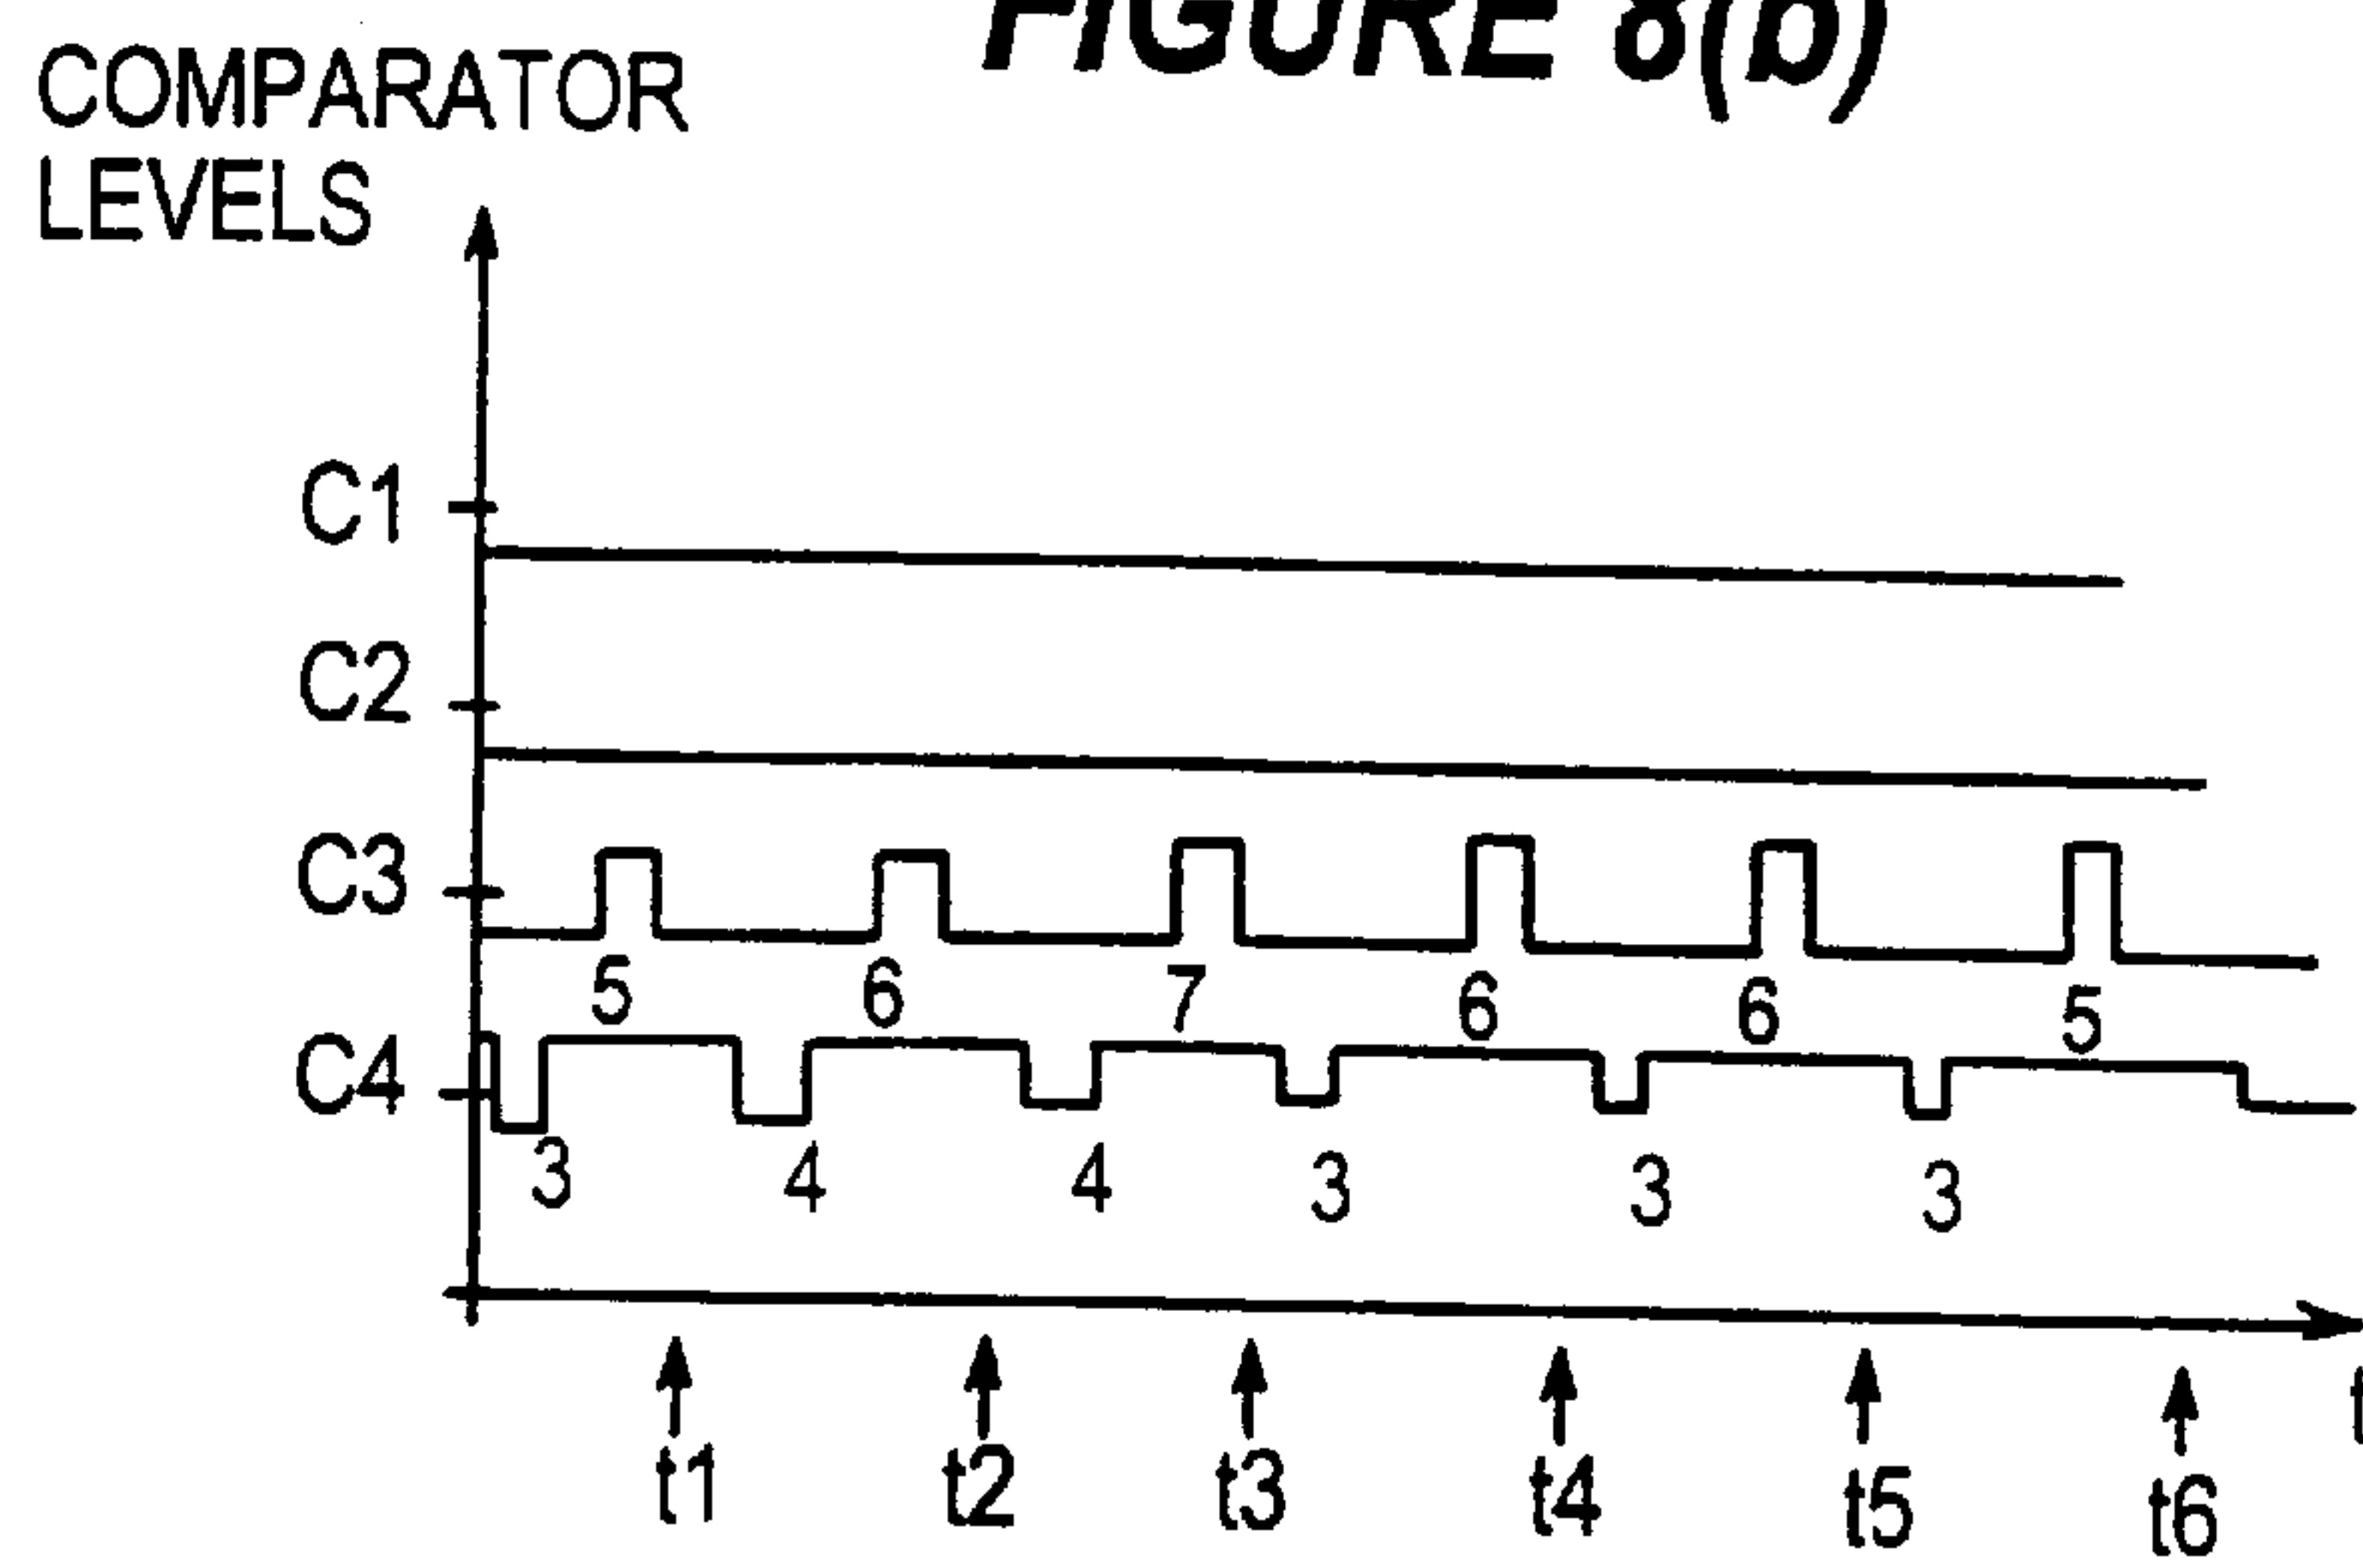 FIGURE 8(b)
COMPARATOR
LEVELS
C1
C2
C3
5 6 7 6 6 5
C4
3 4 4 3 3 3
t1 t2 t3 t4 t5 t6